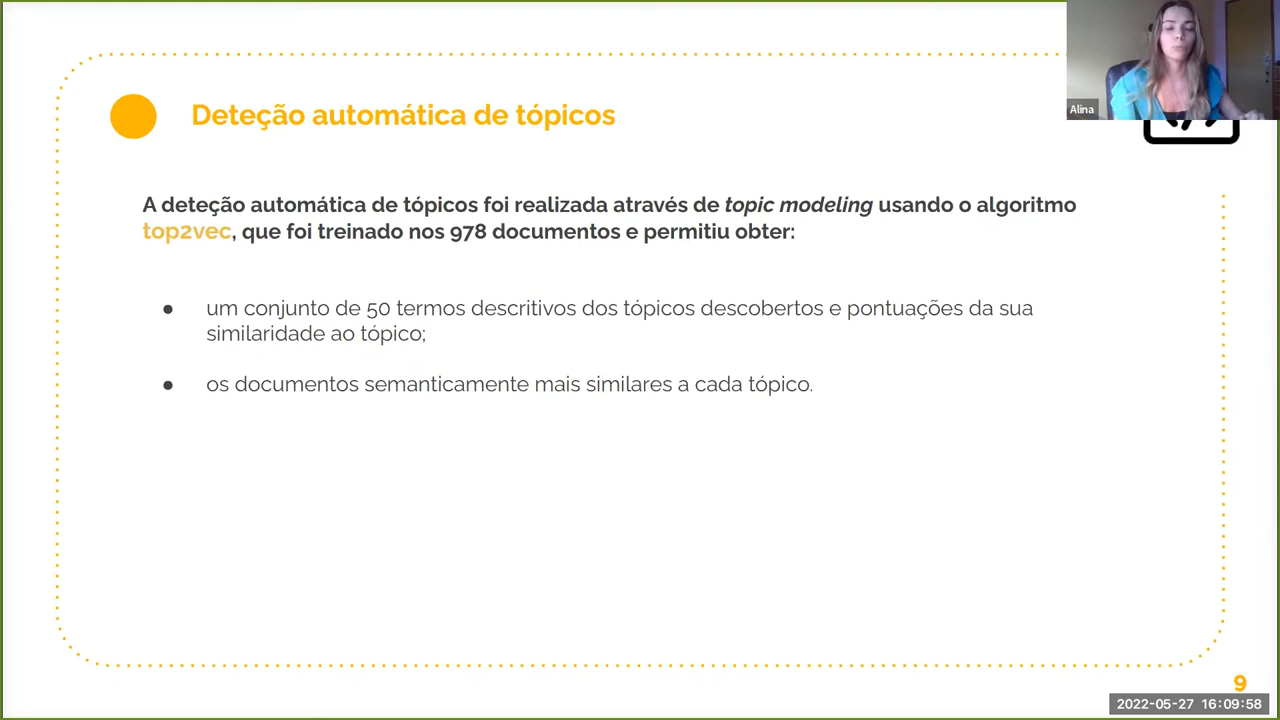 Alina
Deteção automática de tópicos
A deteção automática de tópicos foi realizada através de topic modeling usando o algoritmo
top2vec, que foi treinado nos 978 documentos e permitiu obter:
● um conjunto de 50 termos descritivos dos tópicos descobertos e pontuações da sua
similaridade ao tópico;
● os documentos semanticamente mais similares a cada tópico.
9
2022-05-27 16:09:58